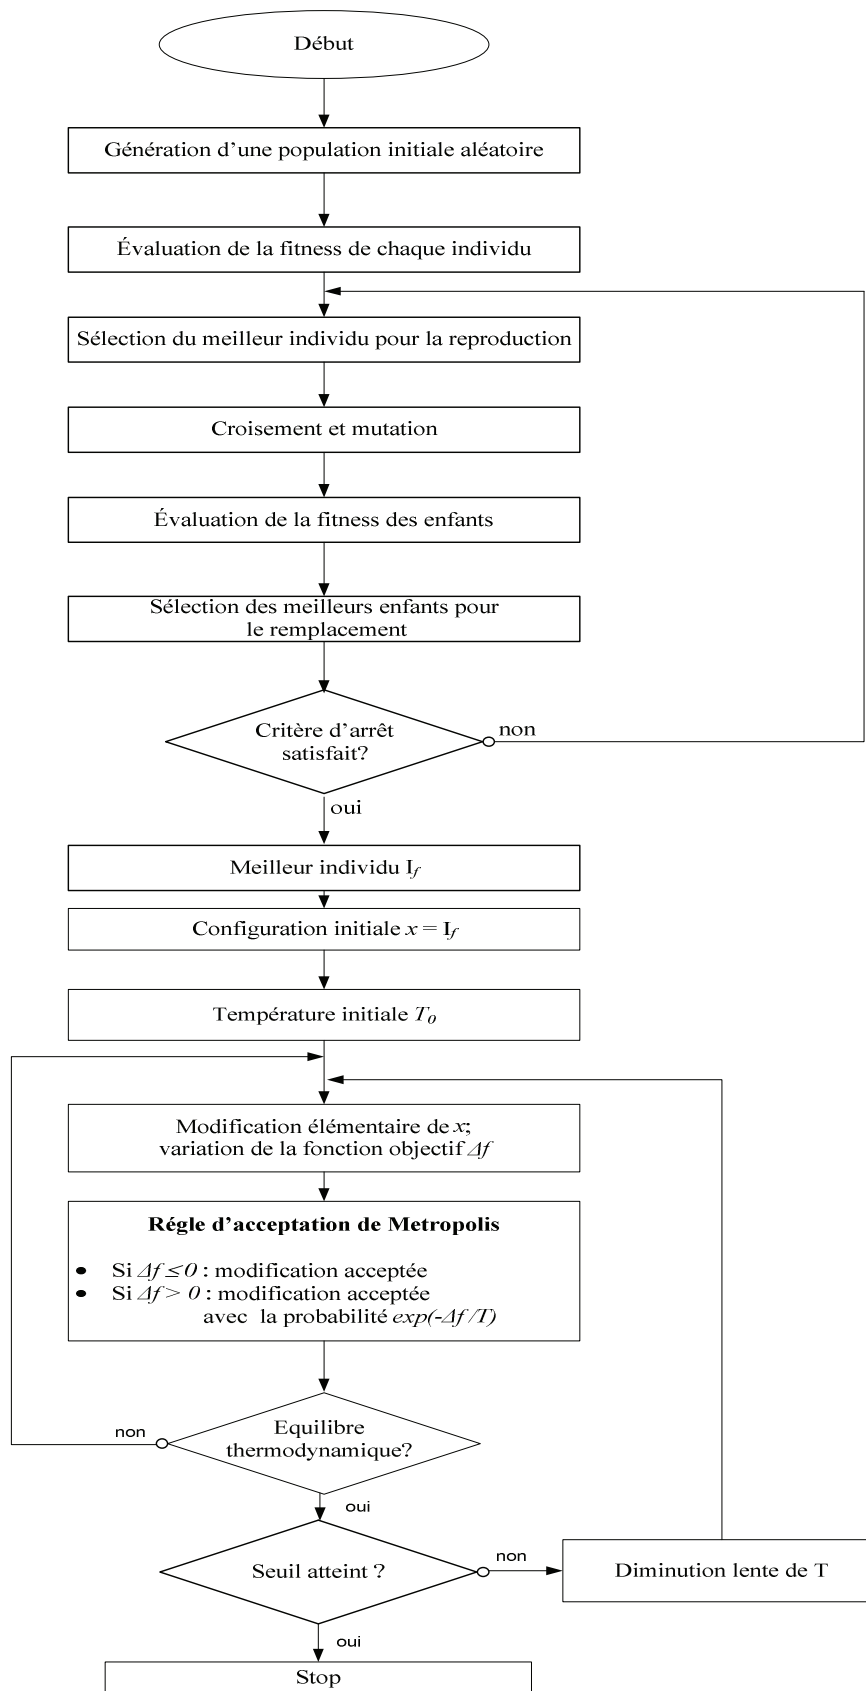 Début
Génération d’une population initiale aléatoire
Évaluation de la fitness de chaque individu
Sélection du meilleur individu pour la reproduction
Croisement et mutation
Évaluation de la fitness des enfants
Sélection des meilleurs enfants pour
le remplacement
Critère d’arrêt
satisfait?
non
oui
Meilleur individu If
Configuration initiale x = If
Température initiale T0
Modification élémentaire de x;
variation de la fonction objectif Δf
Régle d’acceptation de Metropolis
• Si Δf ≤ 0 : modification acceptée
• Si Δf > 0 : modification acceptée
avec la probabilité exp(-Δf /T)
Equilibre
thermodynamique?
non
oui
Seuil atteint ?
non
Diminution lente de T
oui
Stop